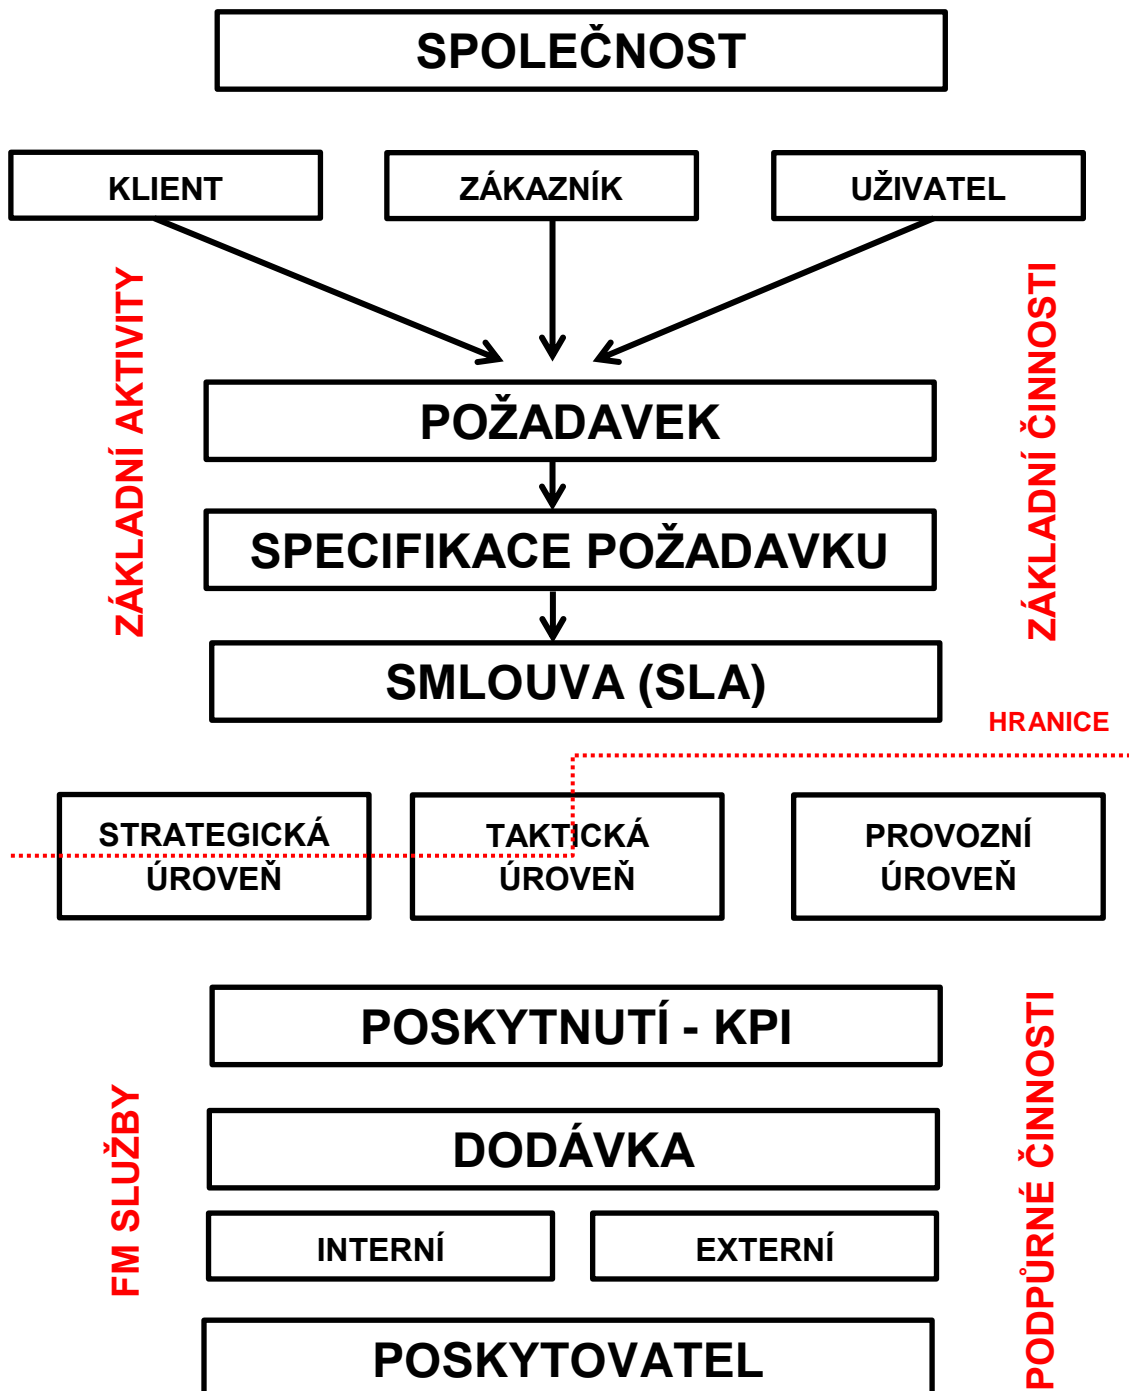 SPOLEČNOST
KLIENT
ZÁKAZNÍK
UŽIVATEL
ZÁKLADNÍ AKTIVITY
ZÁKLADNÍ ČINNOSTI
POŽADAVEK
SPECIFIKACE POŽADAVKU
SMLOUVA (SLA)
HRANICE
STRATEGICKÁ
ÚROVEŇ
TAKTICKÁ
ÚROVEŇ
PROVOZNÍ
ÚROVEŇ
POSKYTNUTÍ - KPI
FM SLUŽBY
PODPŮRNÉ ČINNOSTI
DODÁVKA
INTERNÍ
EXTERNÍ
POSKYTOVATEL